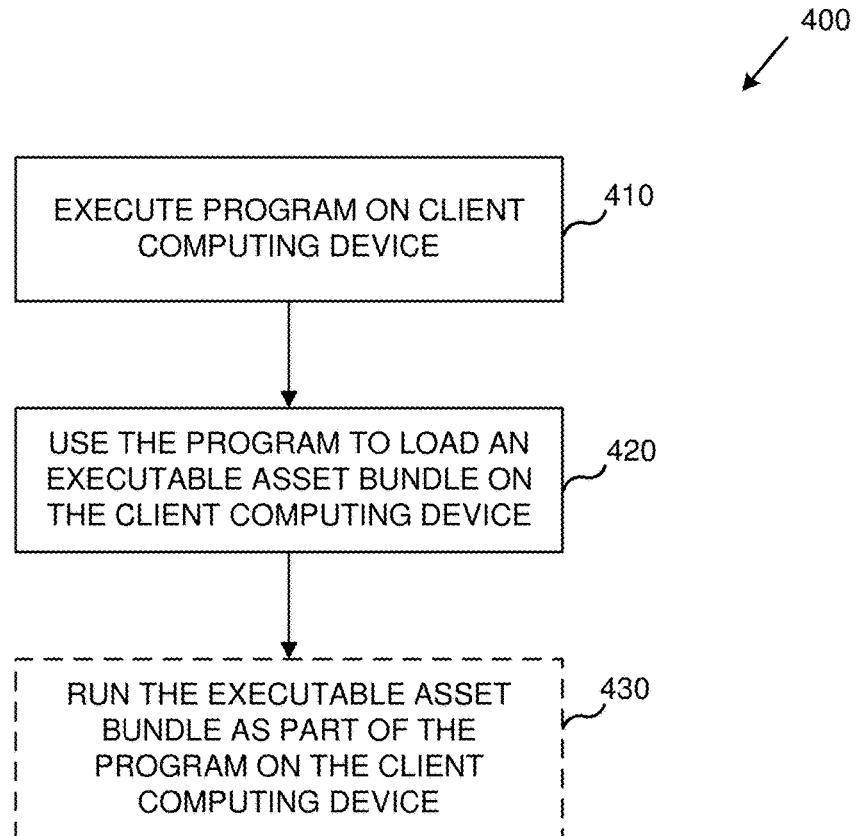 400
EXECUTE PROGRAM ON CLIENT
COMPUTING DEVICE
410
USE THE PROGRAM TO LOAD AN
EXECUTABLE ASSET BUNDLE ON
THE CLIENT COMPUTING DEVICE
420
RUN THE EXECUTABLE ASSET
BUNDLE AS PART OF THE
PROGRAM ON THE CLIENT
COMPUTING DEVICE
430